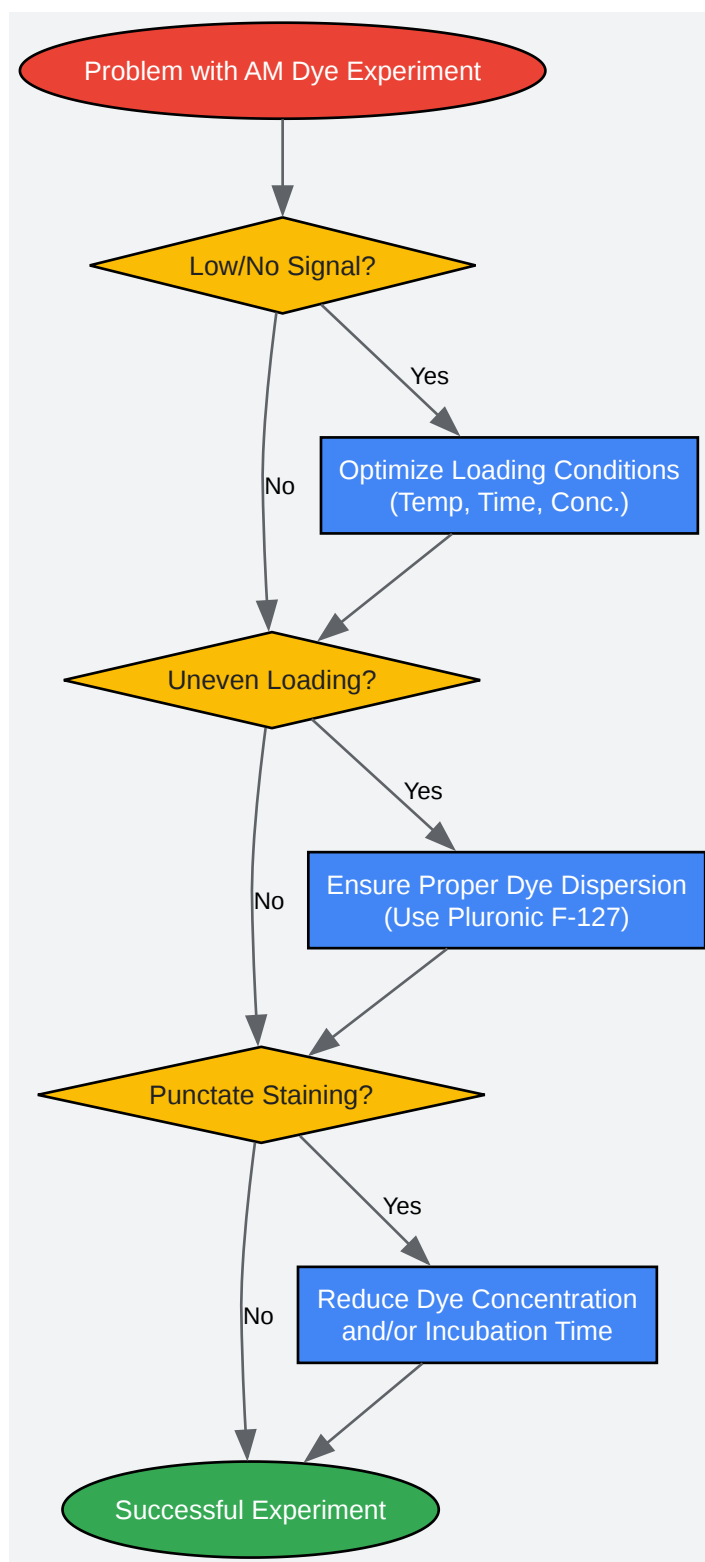 Problem with AM Dye Experiment
Low/No Signal?
Yes
Optimize Loading Conditions
(Temp, Time, Conc.)
No
Uneven Loading?
Yes
Ensure Proper Dye Dispersion
(Use Pluronic F-127)
No
Punctate Staining?
Yes
Reduce Dye Concentration
and/or Incubation Time
No
Successful Experiment